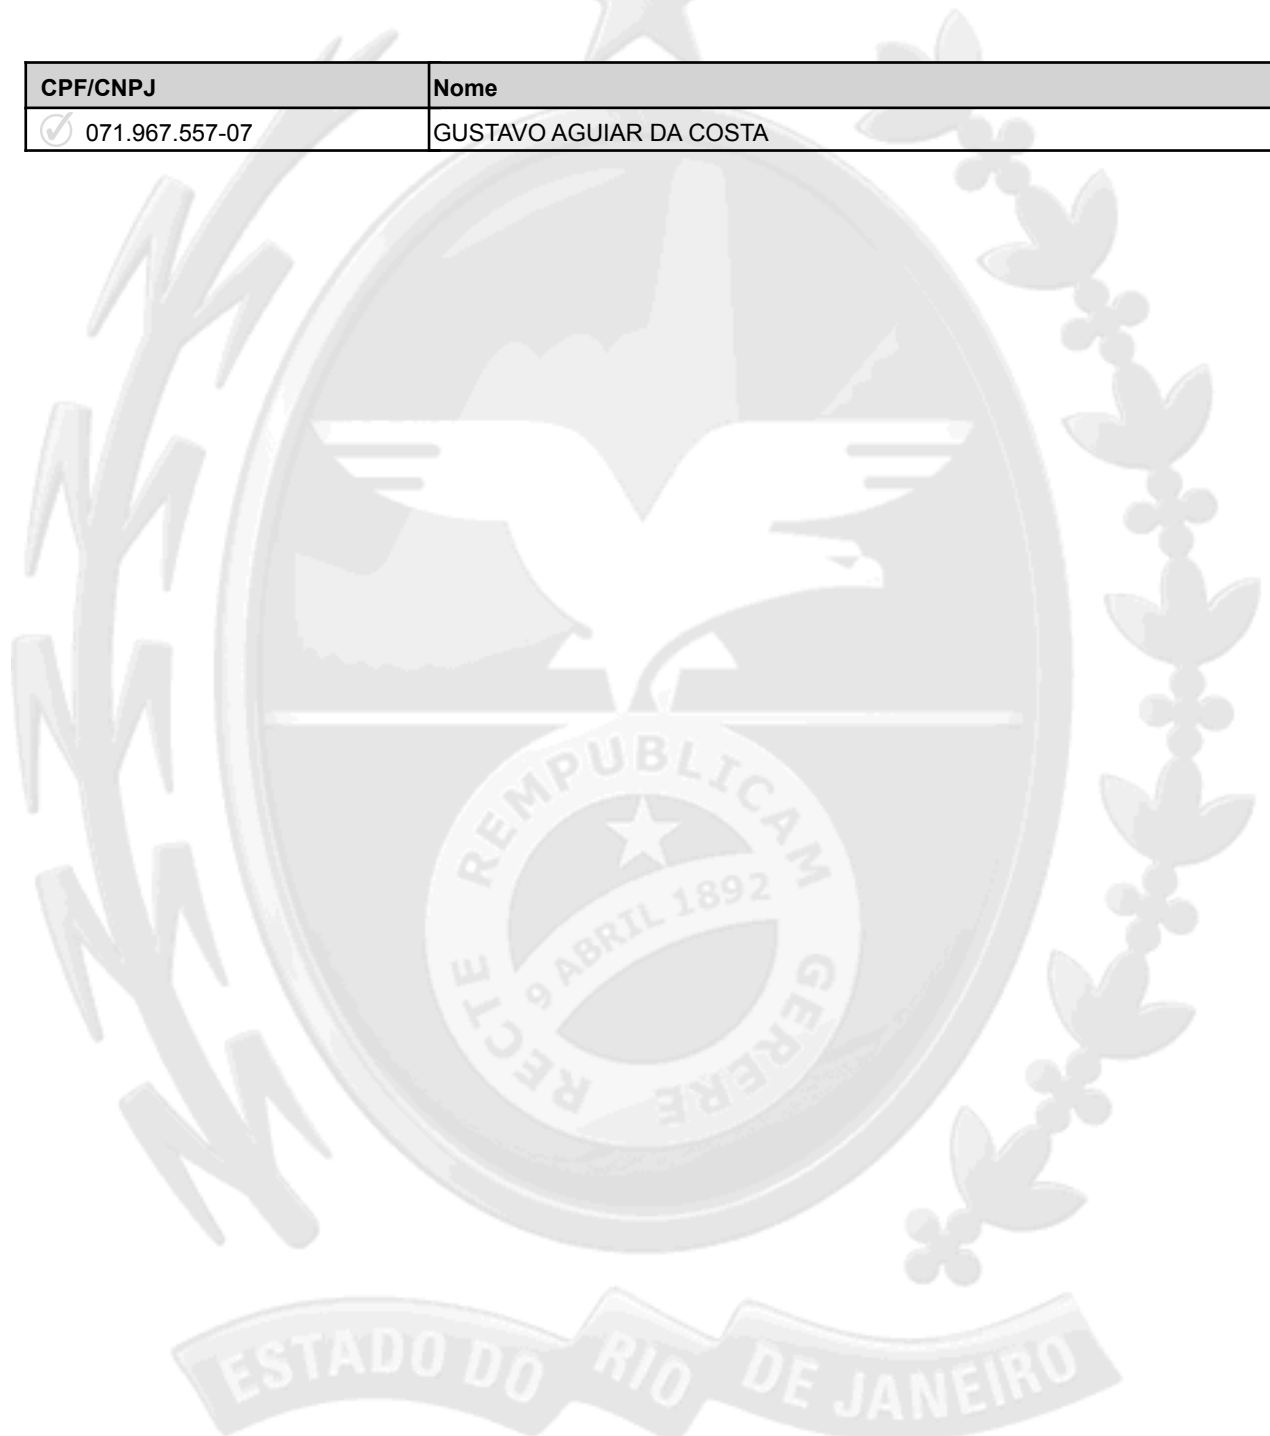 CPF/CNPJ Nome
071.967.557-07 GUSTAVO AGUIAR DA COSTA
REMPUBLICAM
9 ABRIL 1892
RECTE GERERE
ESTADO DO RIO DE JANEIRO